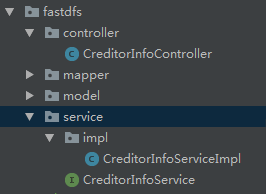 fastdfs
controller
CreditorInfoController
mapper
model
service
impl
CreditorInfoServiceImpl
CreditorInfoService